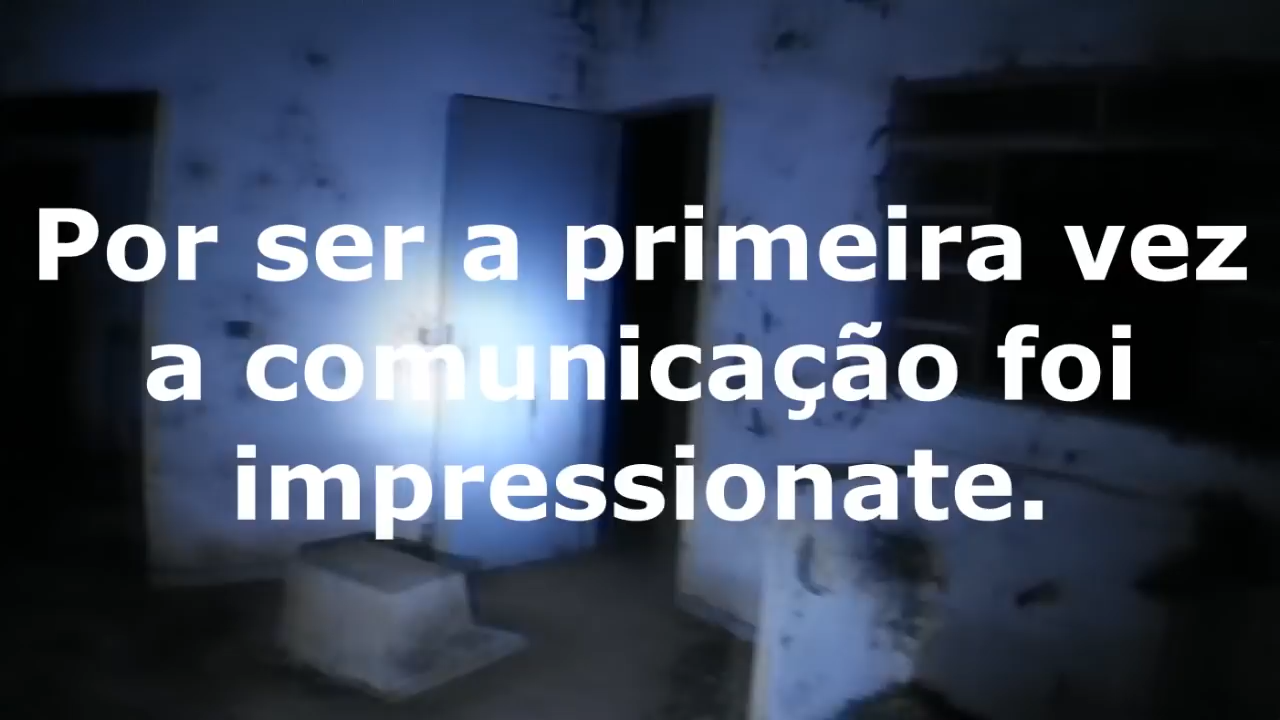 Por ser a primeira vez
a comunicação foi
impressionate.